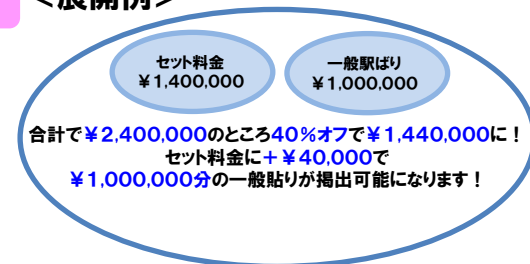 <展開例>
セット料金
¥1,400,000
一般駅ばり
¥1,000,000
合計で¥2,400,000のところ40%オフで¥1,440,000に!
セット料金に+¥40,000で
¥1,000,000分の一般貼りが掲出可能になります!